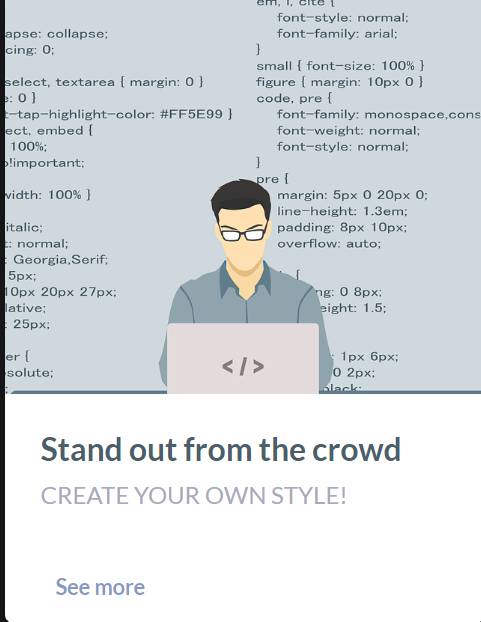 apse: collapse;
cing: 0;
select, textarea { margin: 0 }
e: 0 }
t-tap-highlight-color: #FF5E99 }
ect, embed {
100%;
!important;
width: 100% }
italic;
t: normal;
: Georgia,Serif;
5px;
10px 20px 27px;
lative;
: 25px;
er {
solute;
em, i, cite {
font-style: normal;
font-family: arial;
}
small { font-size: 100% }
figure { margin: 10px 0 }
code, pre {
font-family: monospace,cons
font-weight: normal;
font-style: normal;
}
pre {
margin: 5px 0 20px 0;
line-height: 1.3em;
padding: 8px 10px;
overflow: auto;
{
ng: 0 8px;
eight: 1.5;
: 1px 6px;
0 2px;
black;
</>
Stand out from the crowd
CREATE YOUR OWN STYLE!
See more